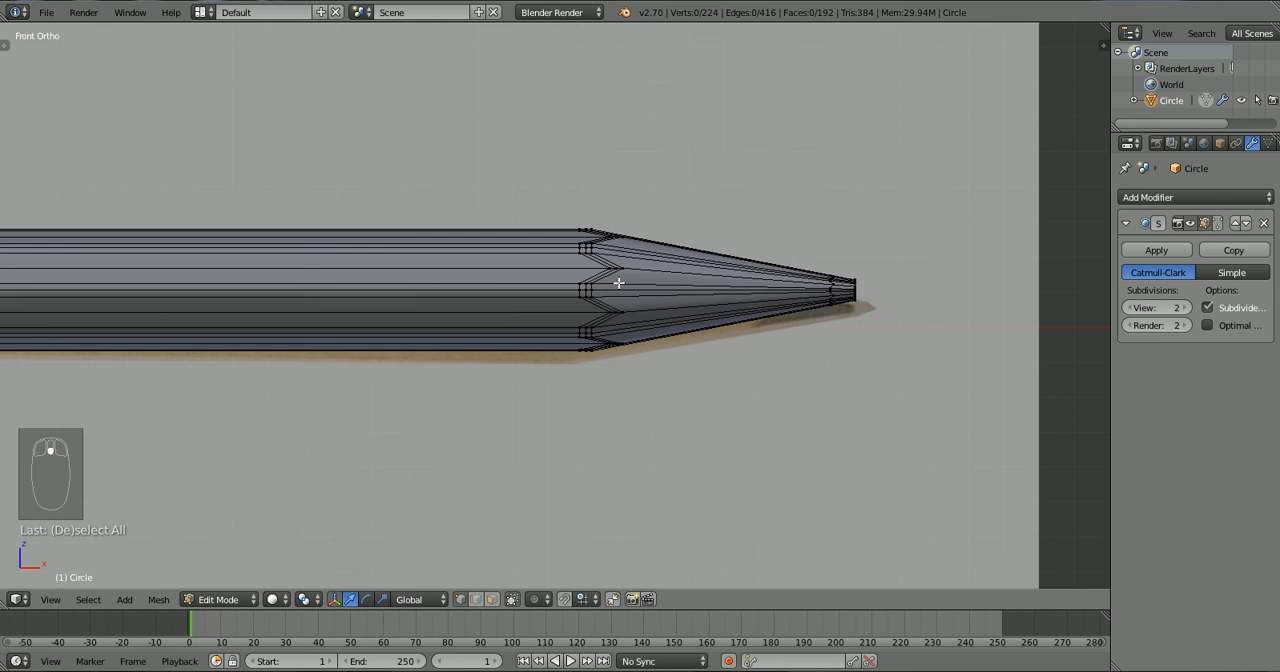 File Render Window Help Default Scene Blender Render v2.70 | Verts:0/224 | Edges:0/416 | Faces:0/192 | Tris:384 | Mem:29.94M | Circle
Front Ortho
View Search All Scenes
Scene
RenderLayers |
World
Circle |
Circle
Add Modifier
S
Apply Copy
Catmull-Clark Simple
Subdivisions: Options:
View: 2 Subdivide...
Render: 2 Optimal ...
Last: (De)select All
z
x
(1) Circle
View Select Add Mesh Edit Mode Global
-50 -40 -30 -20 -10 0 10 20 30 40 50 60 70 80 90 100 110 120 130 140 150 160 170 180 190 200 210 220 230 240 250 260 270 280
View Marker Frame Playback Start: 1 End: 250 1 No Sync